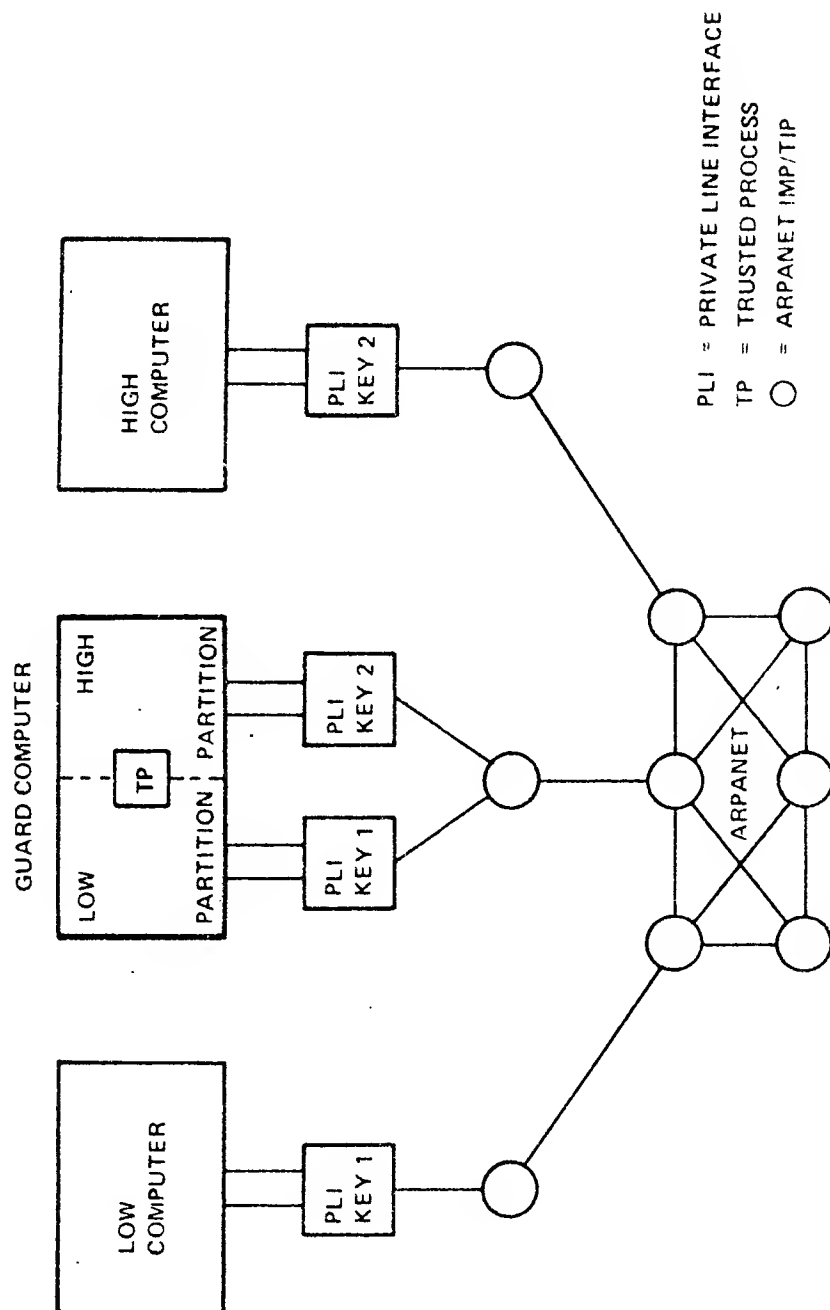 GUARD COMPUTER
LOW
COMPUTER
LOW
HIGH
TP
PARTITION
PARTITION
HIGH
COMPUTER
PLI
KEY 1
PLI
KEY 1
PLI
KEY 2
PLI
KEY 2
ARPANET
PLI = PRIVATE LINE INTERFACE
TP = TRUSTED PROCESS
○ = ARPANET IMP/TIP